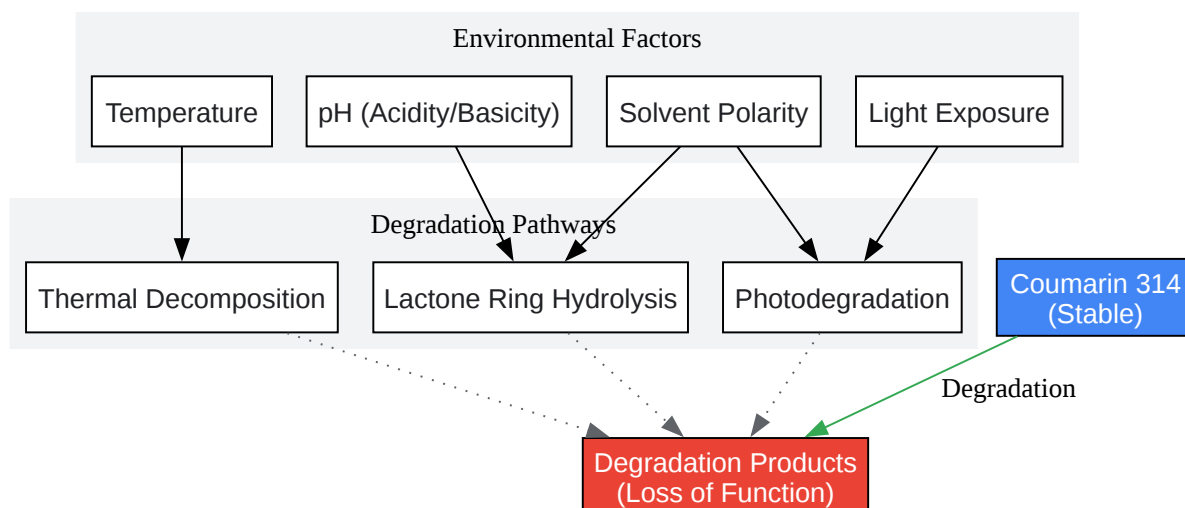 Environmental Factors
Temperature
pH (Acidity/Basicity)
Solvent Polarity
Light Exposure
Degradation Pathways
Thermal Decomposition
Lactone Ring Hydrolysis
Photodegradation
Coumarin 314
(Stable)
Degradation
Degradation Products
(Loss of Function)